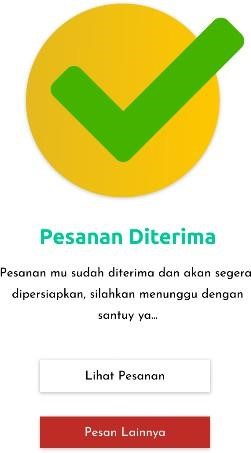 Pesanan Diterima
Pesanan mu sudah diterima dan akan segera
dipersiapkan, silahkan menunggu dengan
santuy ya...
Lihat Pesanan
Pesan Lainnya